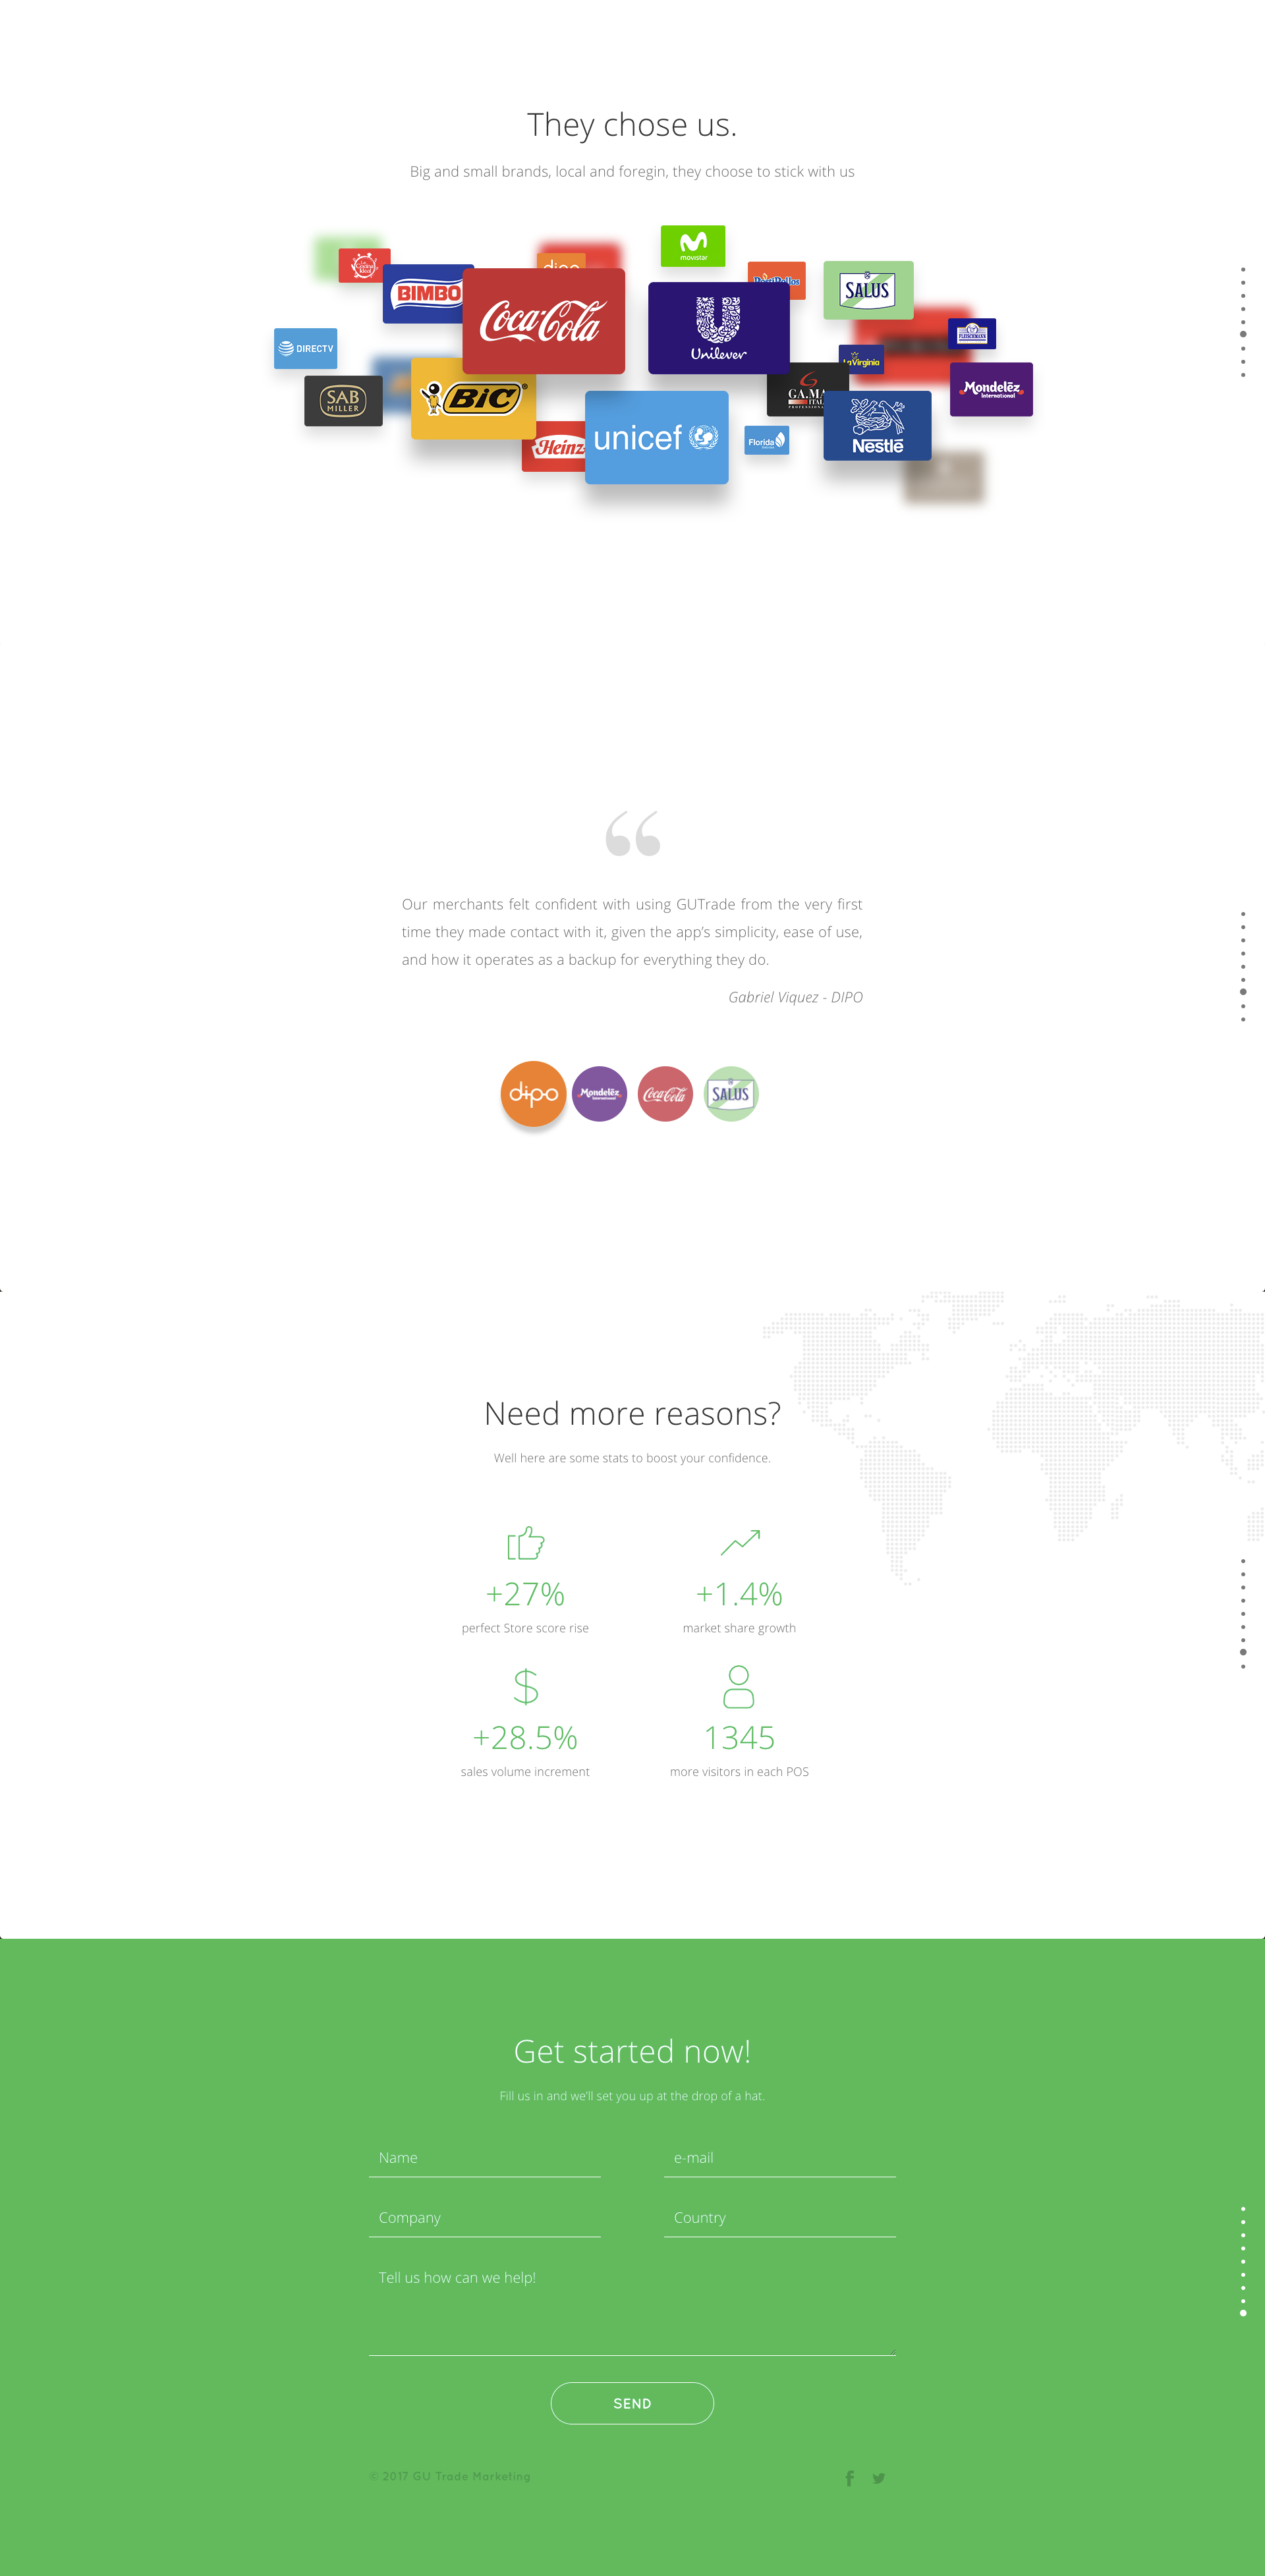 They chose us.
Big and small brands, local and foregin, they choose to stick with us
movistar
BIMBO
dipo
Coca-Cola
Unilever
SALUS
DIRECTV
LaVirginia
FLEISCHMANN
SAB
MILLER
BiC
GA.MA
ITALY
PROFESSIONAL
Mondelēz
International
Heinz
unicef
Florida
Nestlé
Our merchants felt confident with using GUTrade from the very first
time they made contact with it, given the app's simplicity, ease of use,
and how it operates as a backup for everything they do.
Gabriel Viquez - DIPO
dipo
Mondelēz
International
Coca-Cola
SALUS
Need more reasons?
Well here are some stats to boost your confidence.
+27%
perfect Store score rise
+1.4%
market share growth
+28.5%
sales volume increment
1345
more visitors in each POS
Get started now!
Fill us in and we'll set you up at the drop of a hat.
Name
e-mail
Company
Country
Tell us how can we help!
SEND
© 2017 GU Trade Marketing